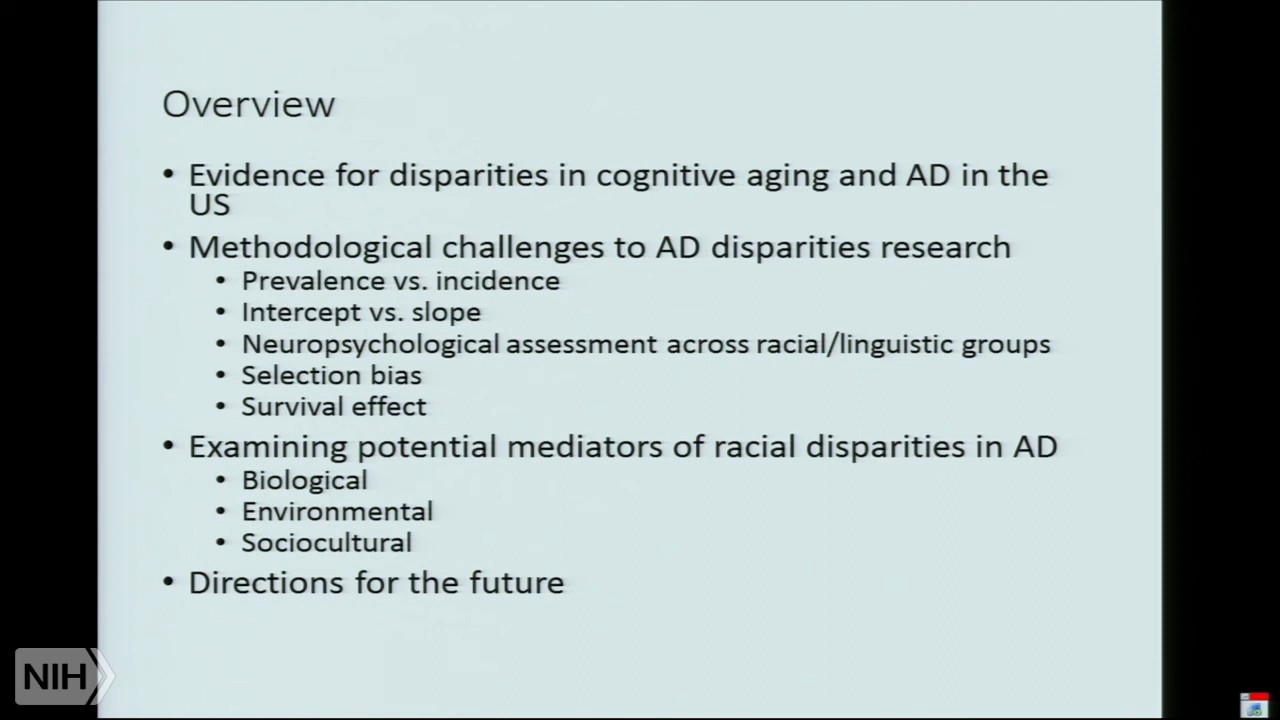 Overview
• Evidence for disparities in cognitive aging and AD in the
US
• Methodological challenges to AD disparities research
• Prevalence vs. incidence
• Intercept vs. slope
• Neuropsychological assessment across racial/linguistic groups
• Selection bias
• Survival effect
• Examining potential mediators of racial disparities in AD
• Biological
• Environmental
• Sociocultural
• Directions for the future
NIH